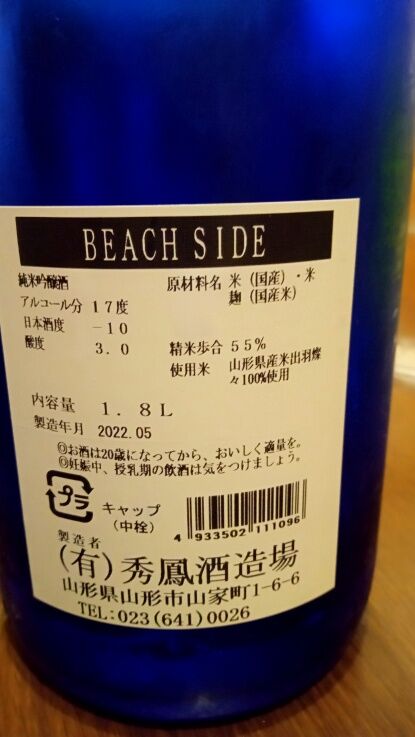 BEACH SIDE
純米吟醸酒
アルコール分 17度
日本酒度 -10
酸度 3.0
原材料名 米(国産)・米
麹(国産米)
精米歩合 55%
使用米 山形県産米出羽燦
々100%使用
内容量 1.8L
製造年月 2022.05
◎お酒は20歳になってから、おいしく適量を。
◎妊娠中、授乳期の飲酒は気をつけましょう。
プラ
キャップ
(中栓)
4 933502 111096
製造者
(有)秀鳳酒造場
山形県山形市山家町1-6-6
TEL:023(641)0026